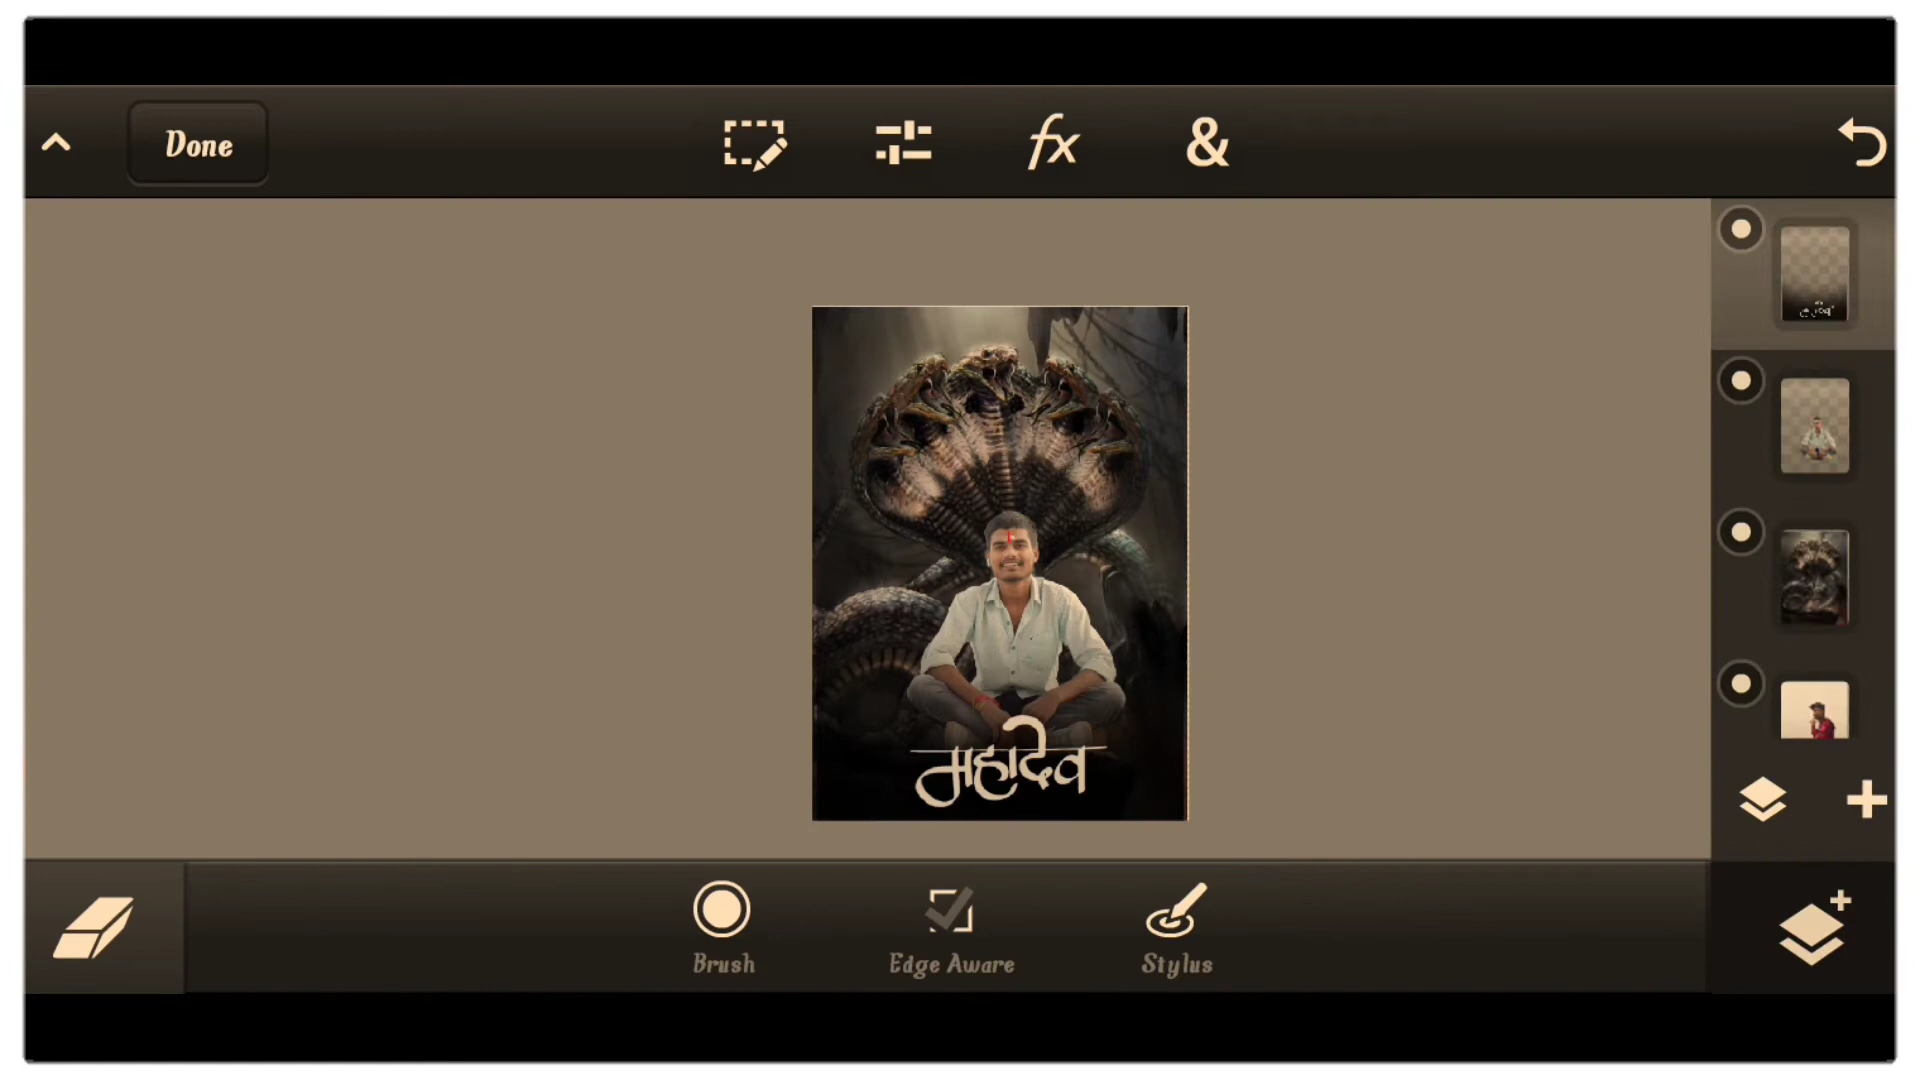 Done
fx
&
महादेव
Brush
Edge Aware
Stylus